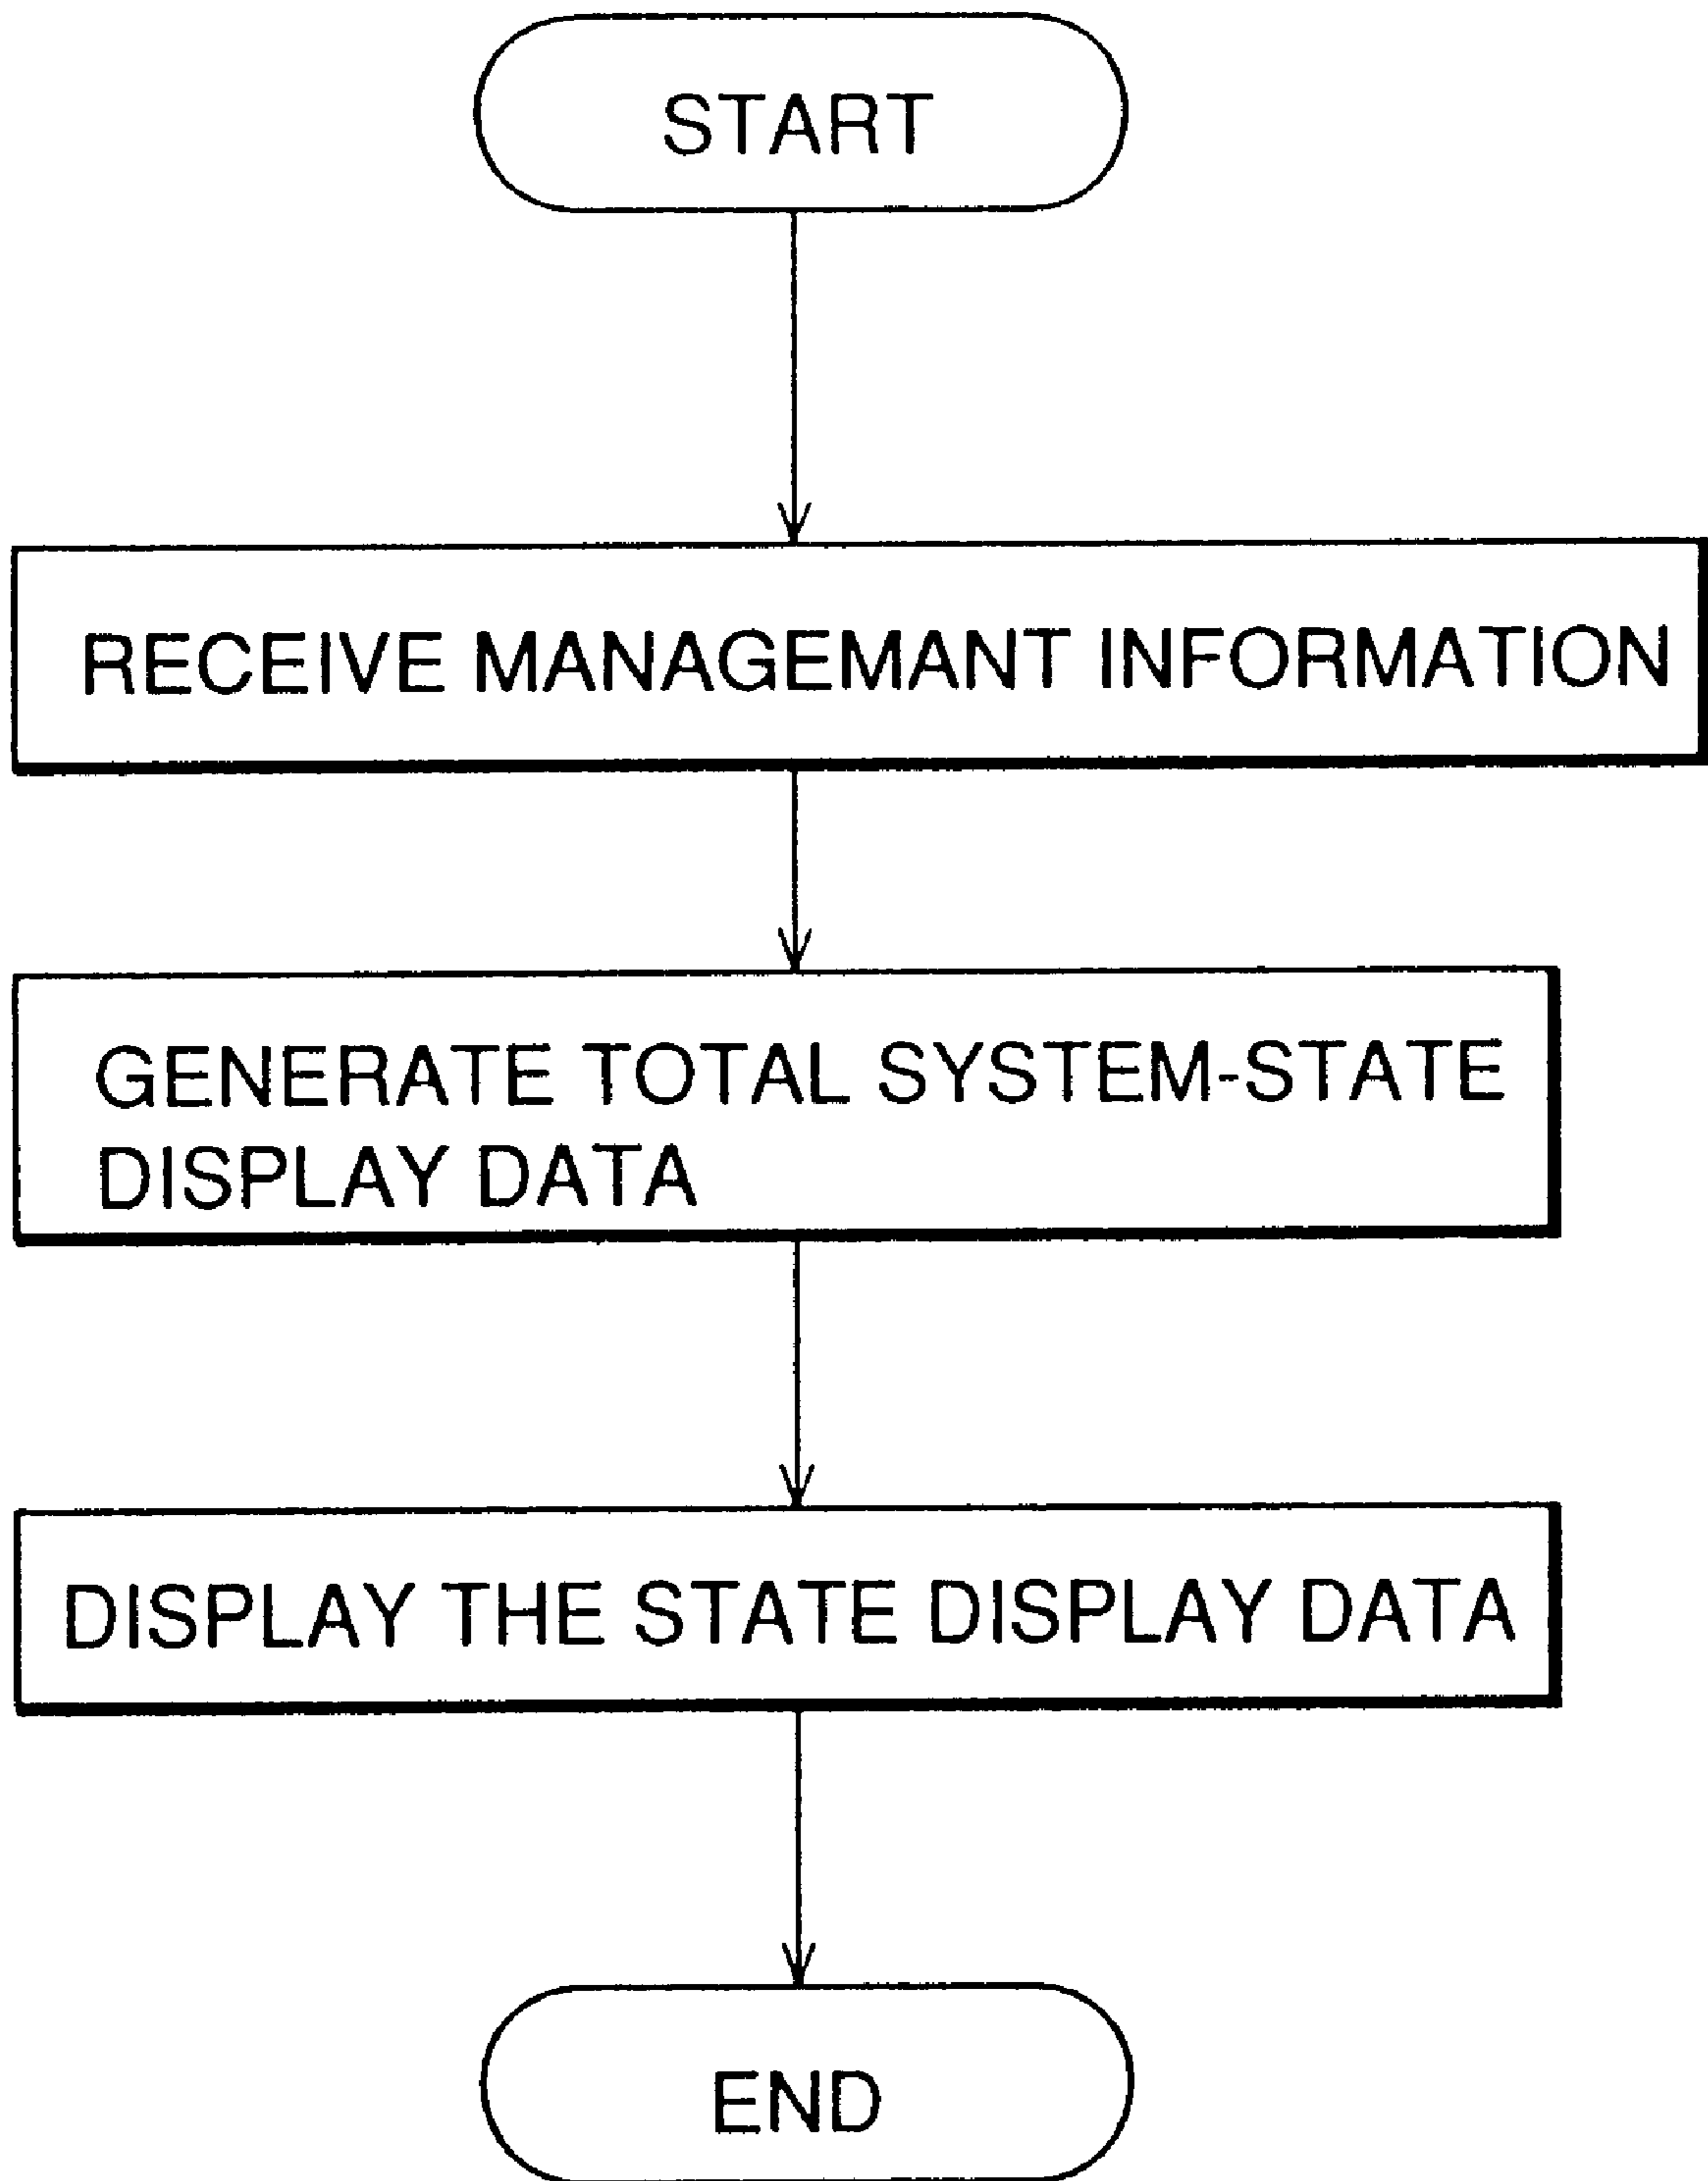 START
RECEIVE MANAGEMANT INFORMATION
GENERATE TOTAL SYSTEM-STATE
DISPLAY DATA
DISPLAY THE STATE DISPLAY DATA
END